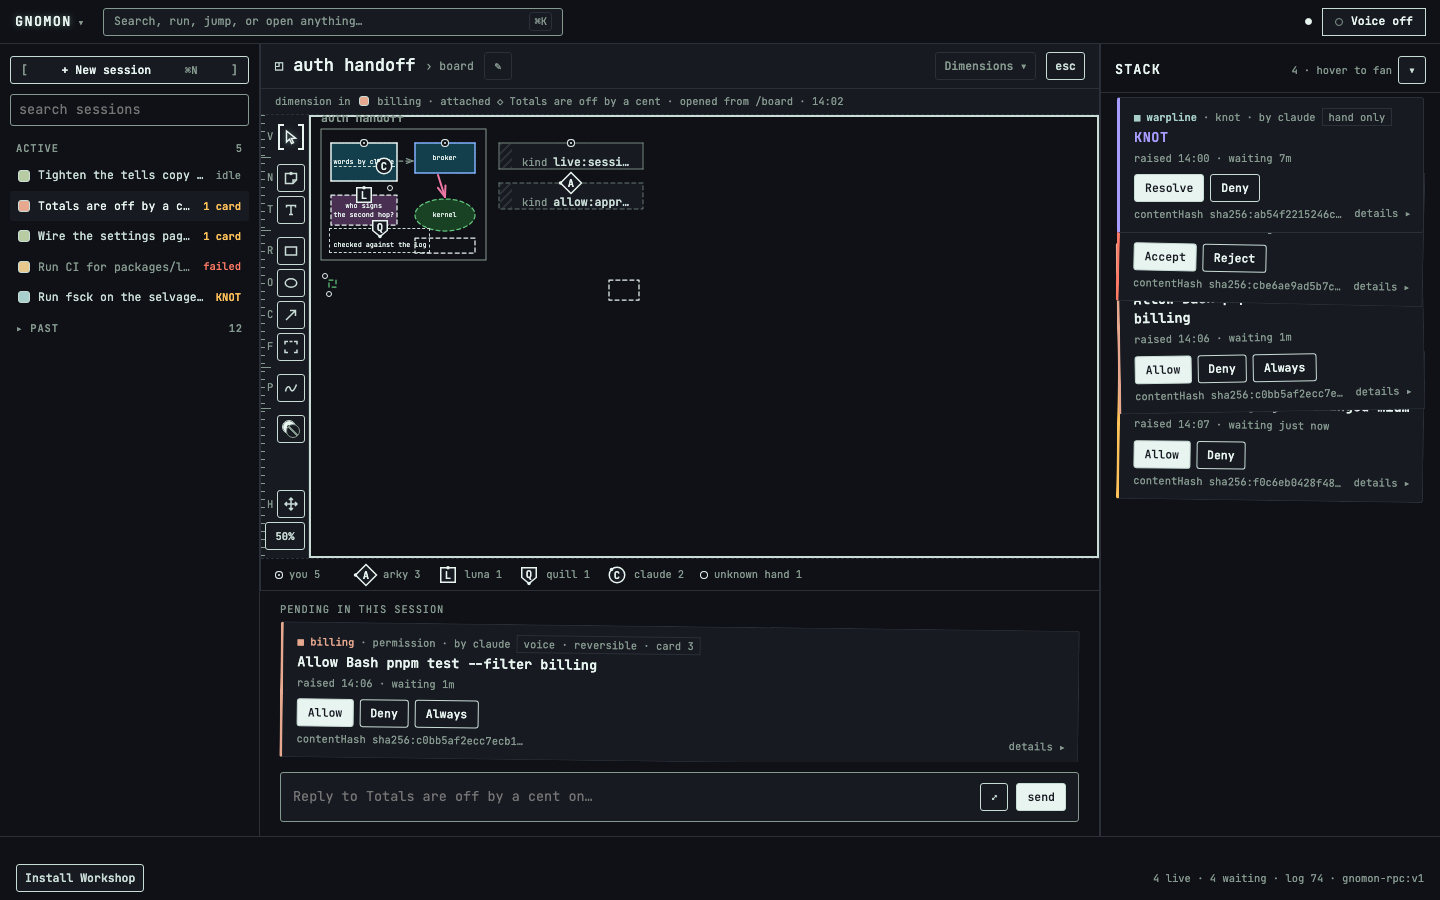 GNOMON ▾
Search, run, jump, or open anything…
⌘K
Voice off
[ + New session ⌘N ]
search sessions
ACTIVE 5
Tighten the tells copy … idle
Totals are off by a c… 1 card
Wire the settings pag… 1 card
Run CI for packages/l… failed
Run fsck on the selvage… KNOT
▸ PAST 12
auth handoff › board ✎
Dimensions ▾
esc
dimension in billing · attached ◇ Totals are off by a cent · opened from /board · 14:02
V
N
T
R
O
C
F
P
H
50%
auth handoff
words by
C
broker
L
who signs
the second hop?
Q
kernel
checked against the log
kind live:sessi…
A
kind allow:appr…
you 5
A arky 3
L luna 1
Q quill 1
C claude 2
unknown hand 1
PENDING IN THIS SESSION
billing · permission · by claude voice · reversible · card 3
Allow Bash pnpm test --filter billing
raised 14:06 · waiting 1m
Allow Deny Always
contentHash sha256:c0bb5af2ecc7ecb1…
details ▸
Reply to Totals are off by a cent on…
send
STACK
4 · hover to fan ▾
warpline · knot · by claude hand only
KNOT
raised 14:00 · waiting 7m
Resolve Deny
contentHash sha256:ab54f2215246c… details ▸
Accept Reject
contentHash sha256:cbe6ae9ad5b7c… details ▸
billing
raised 14:06 · waiting 1m
Allow Deny Always
contentHash sha256:c0bb5af2ecc7e… details ▸
raised 14:07 · waiting just now
Allow Deny
contentHash sha256:f0c6eb0428f48… details ▸
Install Workshop
4 live · 4 waiting · log 74 · gnomon-rpc:v1